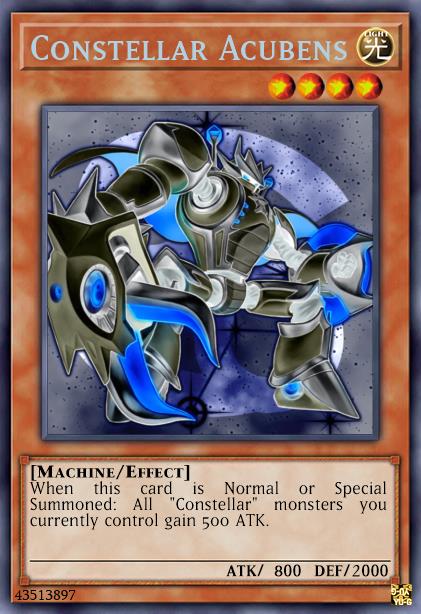 CONSTELLAR ACUBENS
LIGHT
光
[MACHINE/EFFECT]
When this card is Normal or Special
Summoned: All "Constellar" monsters you
currently control gain 500 ATK.
ATK/ 800 DEF/2000
43513897